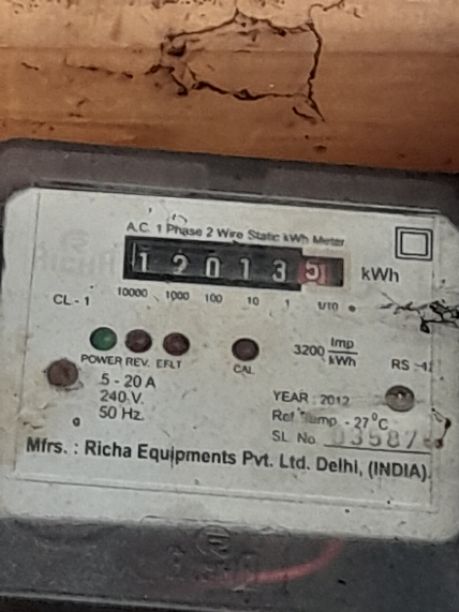 A.C. 1 Phase 2 Wire Static kWh Meter
1 2 0 1 3 5 kWh
CL - 1 10000 1000 100 10 1 1/10
3200 Imp/kWh
POWER REV. EFLT CAL
5 - 20 A
240 V.
50 Hz.
YEAR : 2012
Ref. Temp - 27°C
SL No.
Mfrs. : Richa Equipments Pvt. Ltd. Delhi, (INDIA).